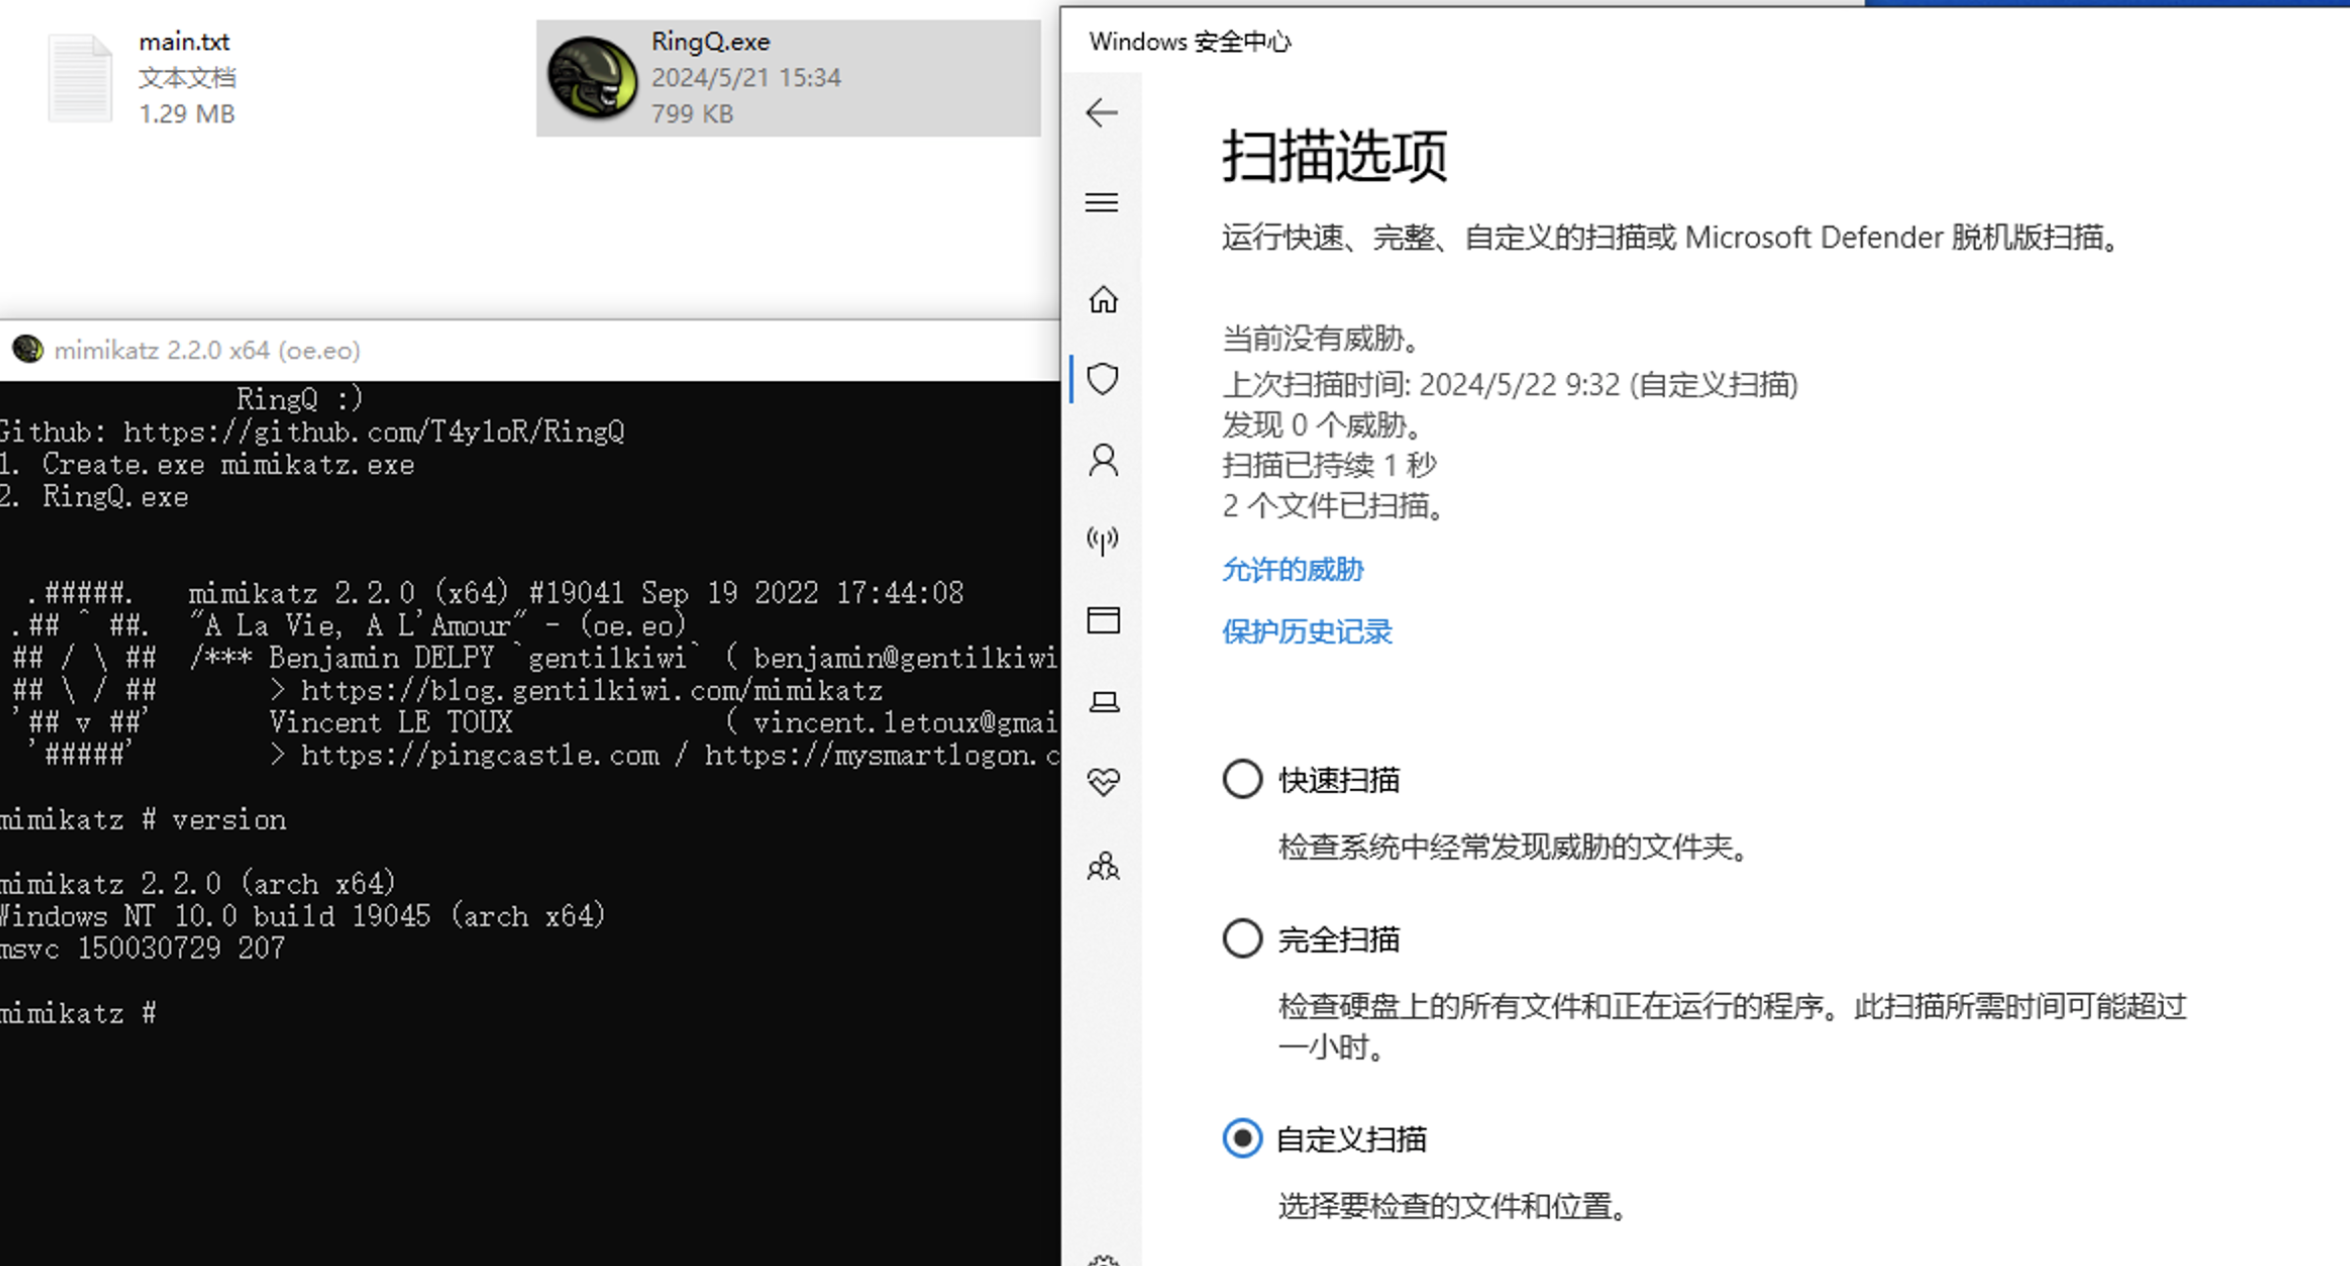 main.txt
文本文档
1.29 MB
RingQ.exe
2024/5/21 15:34
799 KB
mimikatz 2.2.0 x64 (oe.eo)
RingQ :)
Github: https://github.com/T4y1oR/RingQ
1. Create.exe mimikatz.exe
2. RingQ.exe
.#####.   mimikatz 2.2.0 (x64) #19041 Sep 19 2022 17:44:08
.## ^ ##.  "A La Vie, A L'Amour" - (oe.eo)
## / \ ##  /*** Benjamin DELPY `gentilkiwi` ( benjamin@gentilkiwi
## \ / ##       > https://blog.gentilkiwi.com/mimikatz
'## v ##'       Vincent LE TOUX             ( vincent.letoux@gmai
'#####'        > https://pingcastle.com / https://mysmartlogon.c
mimikatz # version
mimikatz 2.2.0 (arch x64)
Windows NT 10.0 build 19045 (arch x64)
msvc 150030729 207
mimikatz #
Windows 安全中心
扫描选项
运行快速、完整、自定义的扫描或 Microsoft Defender 脱机版扫描。
当前没有威胁。
上次扫描时间: 2024/5/22 9:32 (自定义扫描)
发现 0 个威胁。
扫描已持续 1 秒
2 个文件已扫描。
允许的威胁
保护历史记录
快速扫描
检查系统中经常发现威胁的文件夹。
完全扫描
检查硬盘上的所有文件和正在运行的程序。此扫描所需时间可能超过
一小时。
自定义扫描
选择要检查的文件和位置。